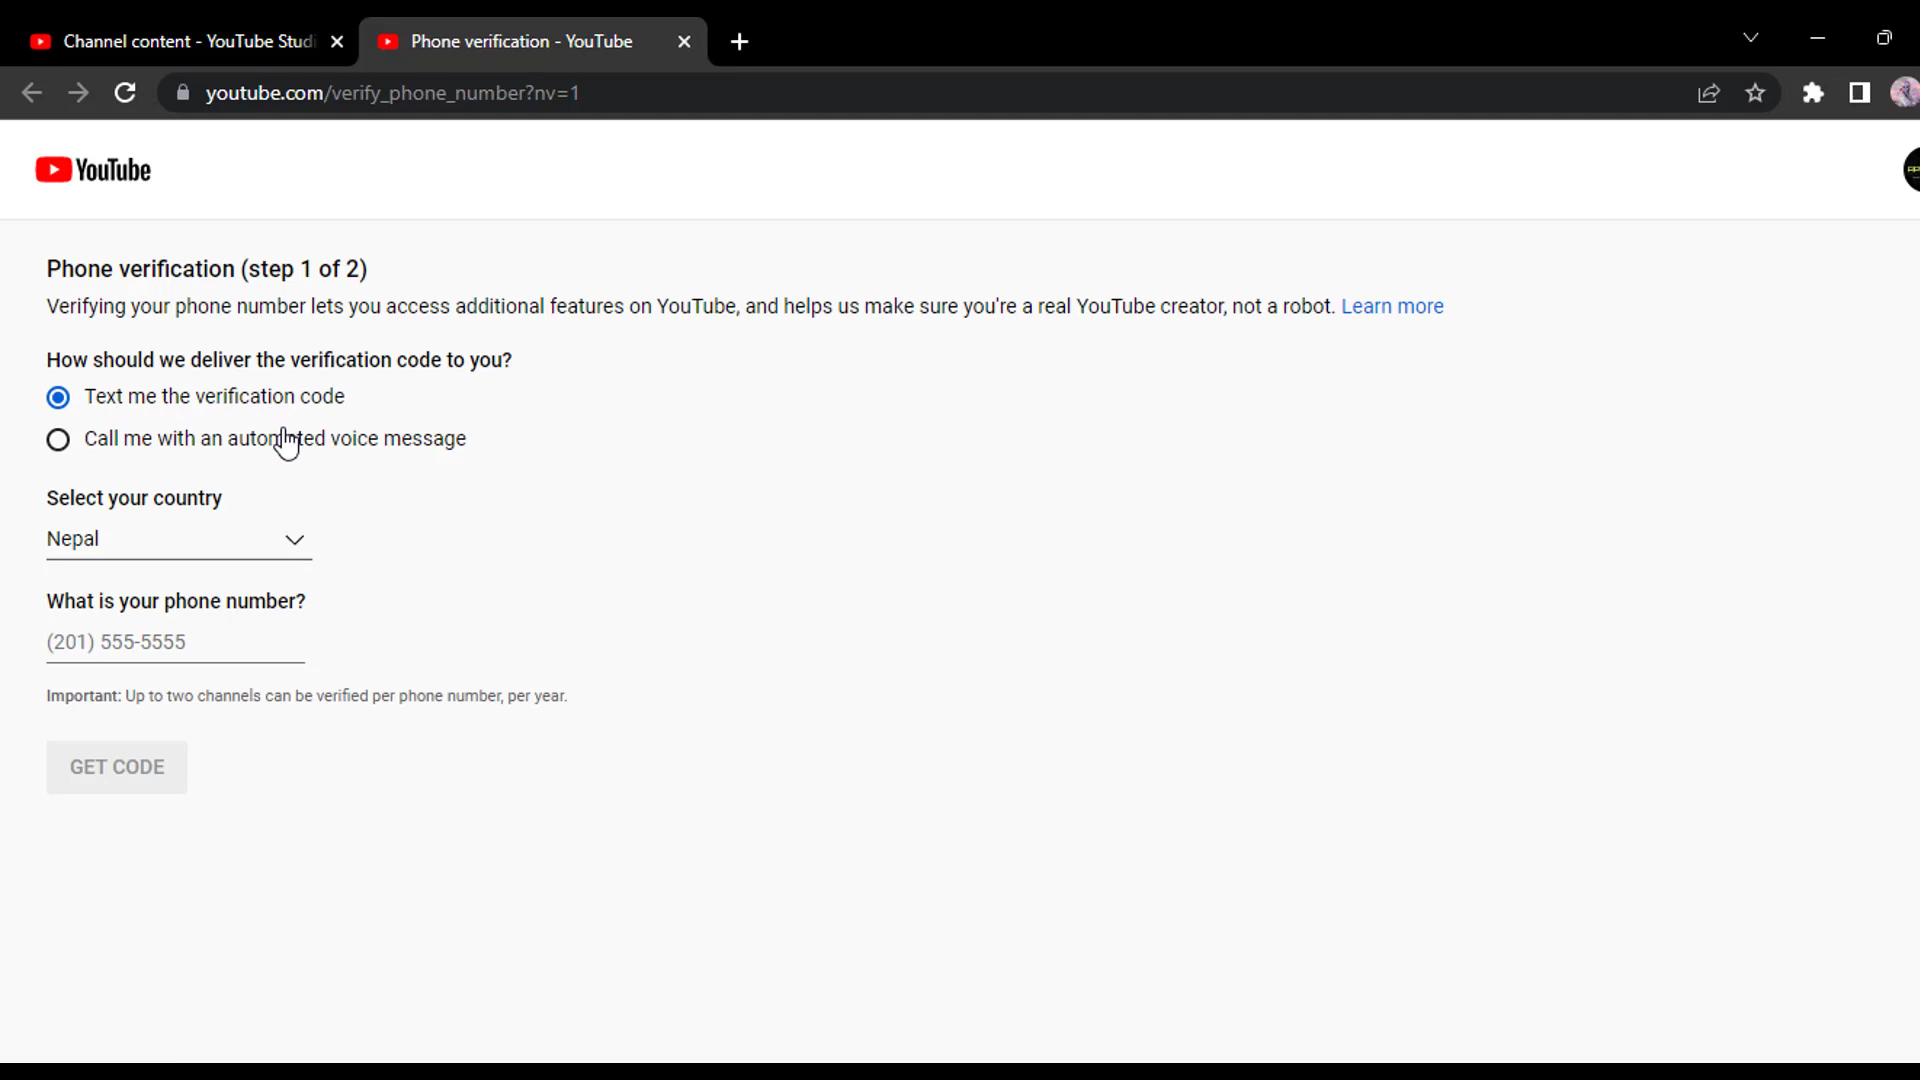 Channel content - YouTube Studi
Phone verification - YouTube
youtube.com/verify_phone_number?nv=1
YouTube
Phone verification (step 1 of 2)
Verifying your phone number lets you access additional features on YouTube, and helps us make sure you're a real YouTube creator, not a robot. Learn more
How should we deliver the verification code to you?
Text me the verification code
Call me with an automated voice message
Select your country
Nepal
What is your phone number?
(201) 555-5555
Important: Up to two channels can be verified per phone number, per year.
GET CODE